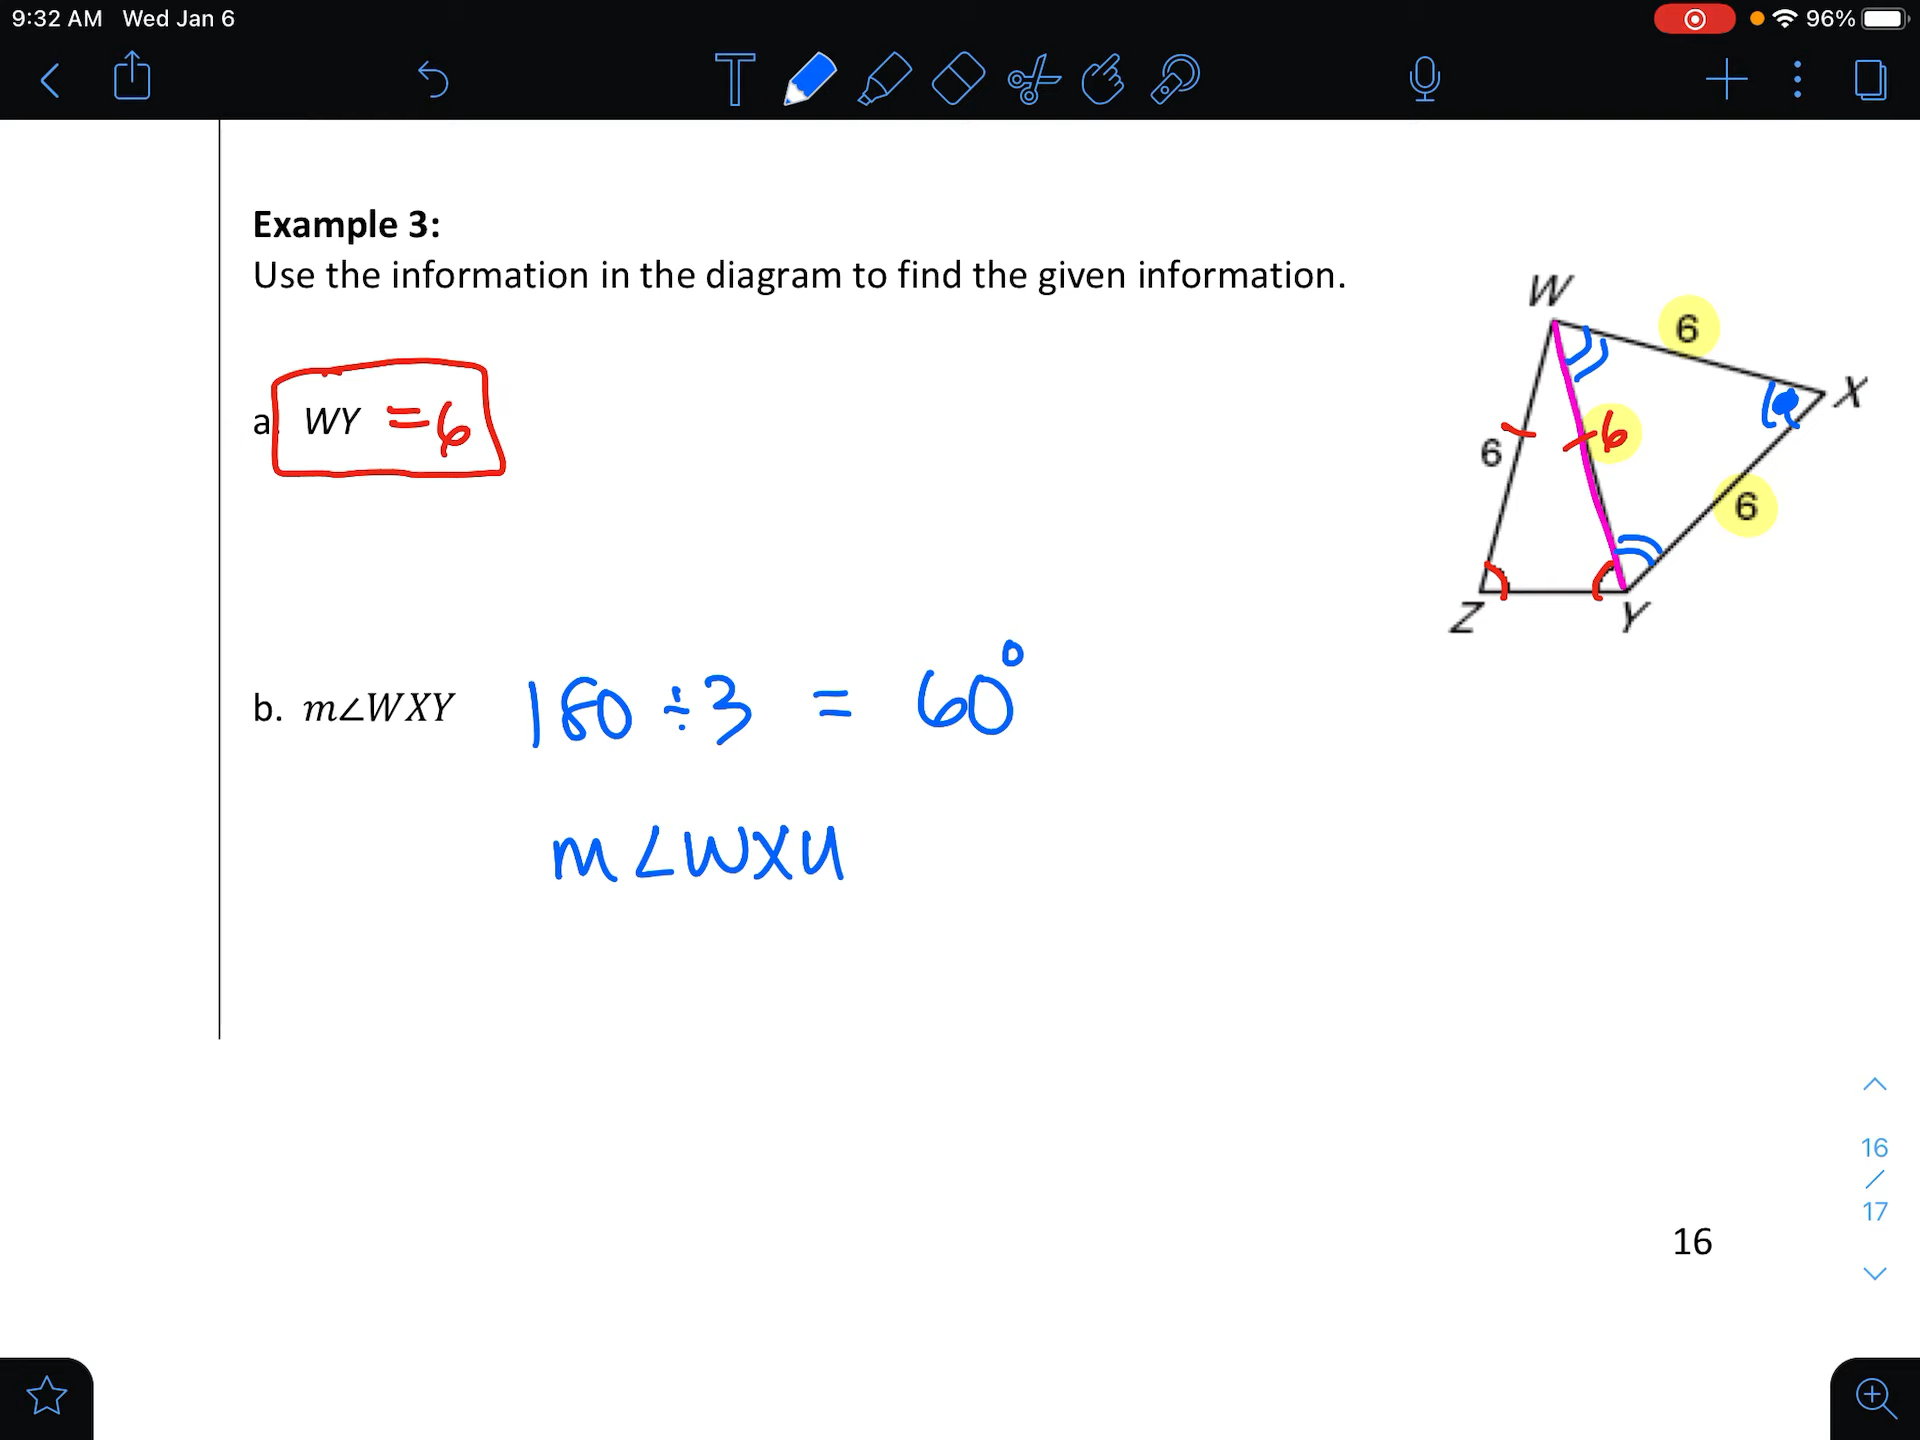 9:32 AM Wed Jan 6
96%
T
Example 3:
Use the information in the diagram to find the given information.
W
6
X
a WY = 6
6
6
6
Z
Y
b. m∠WXY 180 ÷ 3 = 60°
m∠WXY
16
/
17
16